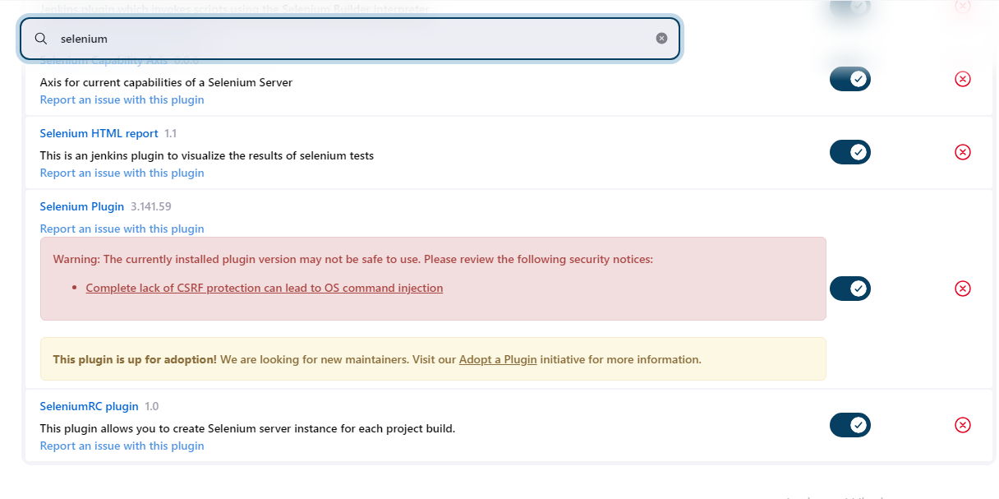 Jenkins plugin which invokes scripts using the Selenium Builder interpreter
selenium
Selenium Capability Axis 0.0.6
Axis for current capabilities of a Selenium Server
Report an issue with this plugin
Selenium HTML report 1.1
This is an jenkins plugin to visualize the results of selenium tests
Report an issue with this plugin
Selenium Plugin 3.141.59
Report an issue with this plugin
Warning: The currently installed plugin version may not be safe to use. Please review the following security notices:
• Complete lack of CSRF protection can lead to OS command injection
This plugin is up for adoption! We are looking for new maintainers. Visit our Adopt a Plugin initiative for more information.
SeleniumRC plugin 1.0
This plugin allows you to create Selenium server instance for each project build.
Report an issue with this plugin